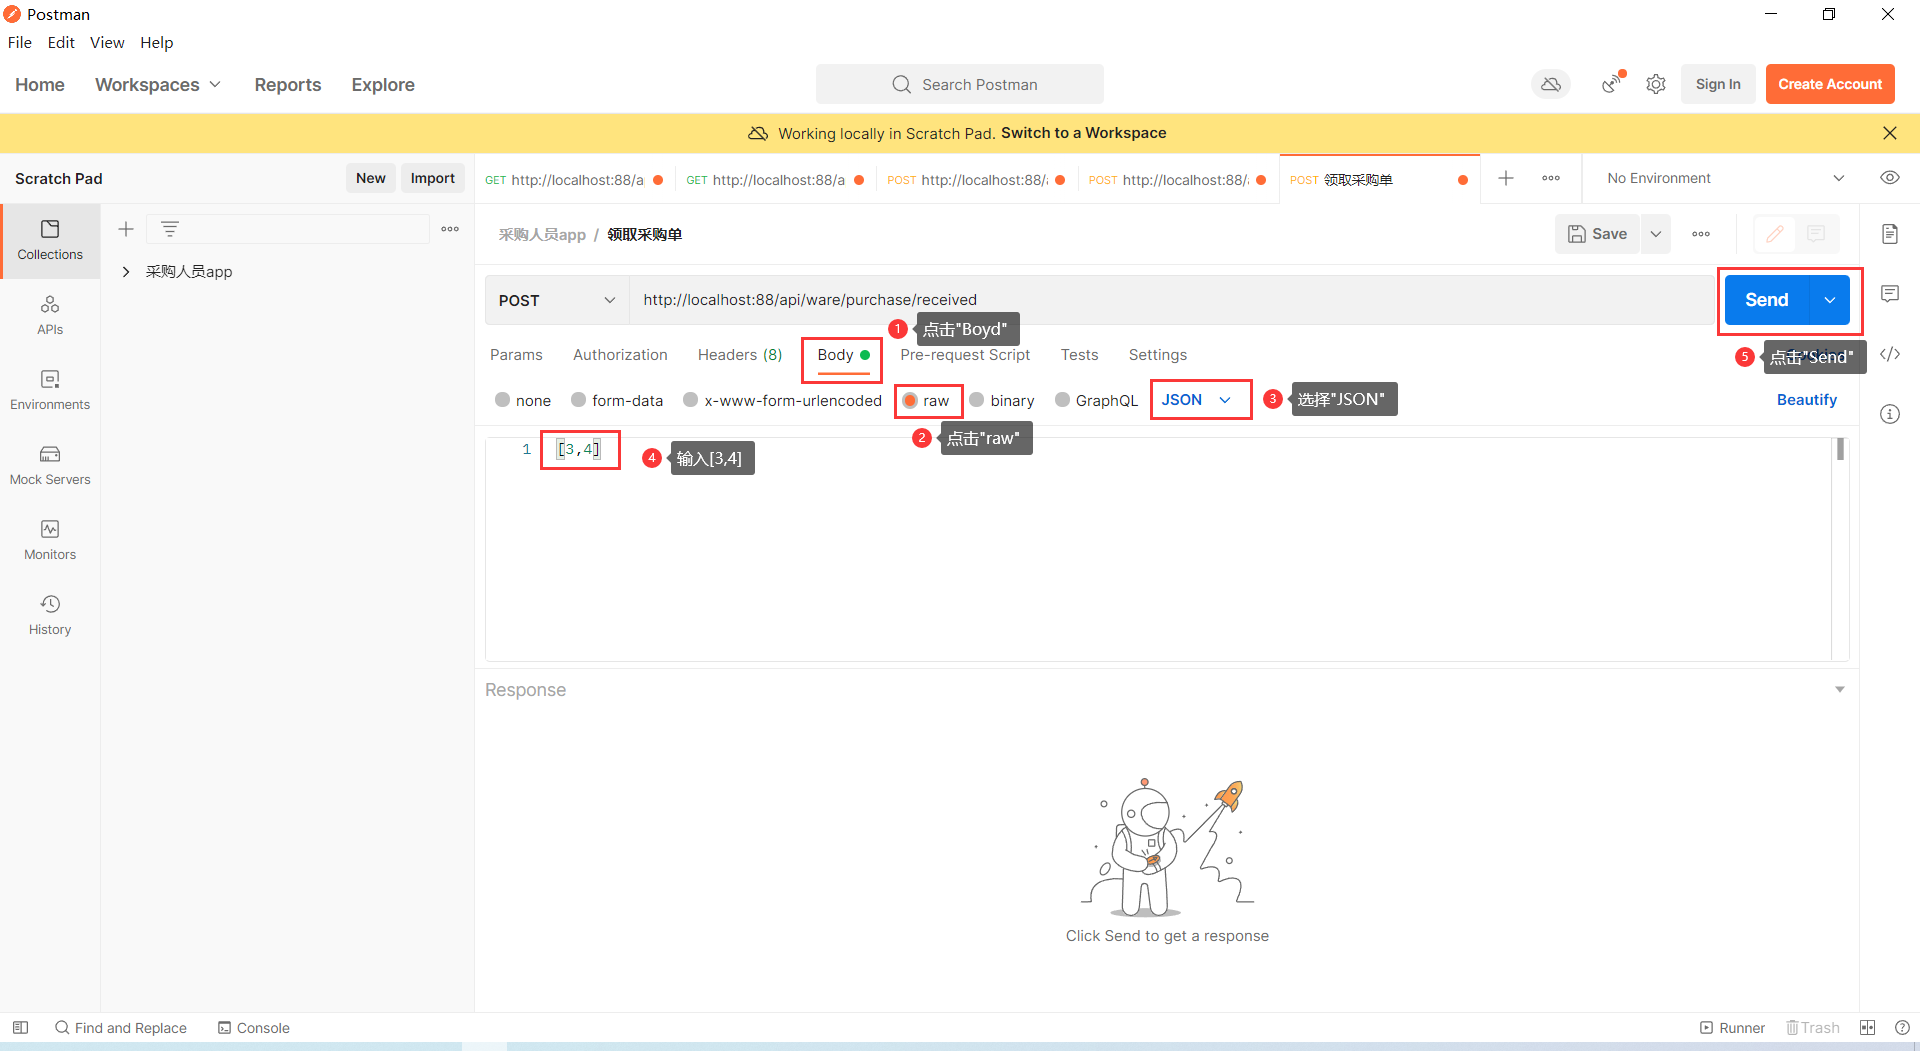 Postman
File Edit View Help
Home Workspaces Reports Explore Search Postman Sign In Create Account
Working locally in Scratch Pad. Switch to a Workspace
Scratch Pad New Import GET http://localhost:88/a GET http://localhost:88/a POST http://localhost:88/ POST http://localhost:88/ POST 领取采购单 No Environment
Collections
采购人员app / 领取采购单 Save
采购人员app
APIs
POST http://localhost:88/api/ware/purchase/received Send
1 点击"Boyd"
Params Authorization Headers (8) Body Pre-request Script Tests Settings
5 点击"Send"
none form-data x-www-form-urlencoded raw binary GraphQL JSON 3 选择"JSON" Beautify
Environments
2 点击"raw"
1 [3,4] 4 输入[3,4]
Mock Servers
Monitors
History
Response
Click Send to get a response
Find and Replace Console Runner Trash